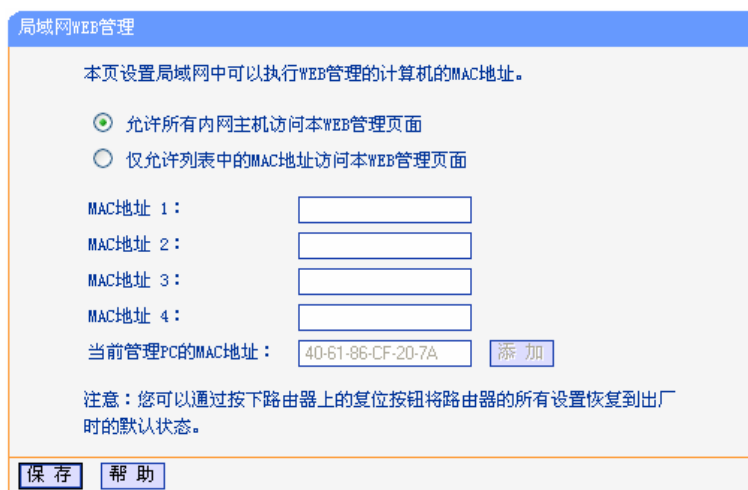 局域网WEB管理
本页设置局域网中可以执行WEB管理的计算机的MAC地址。
允许所有内网主机访问本WEB管理页面
仅允许列表中的MAC地址访问本WEB管理页面
MAC地址 1：
MAC地址 2：
MAC地址 3：
MAC地址 4：
当前管理PC的MAC地址： 40-61-86-CF-20-7A 添 加
注意：您可以通过按下路由器上的复位按钮将路由器的所有设置恢复到出厂
时的默认状态。
保 存 帮 助